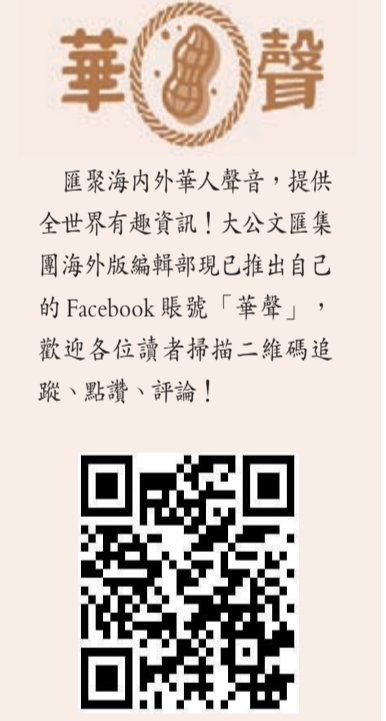 華聲
匯聚海内外華人聲音，提供
全世界有趣資訊！大公文匯集
團海外版編輯部現已推出自己
的 Facebook 賬號「華聲」，
歡迎各位讀者掃描二維碼追
蹤、點讚、評論！